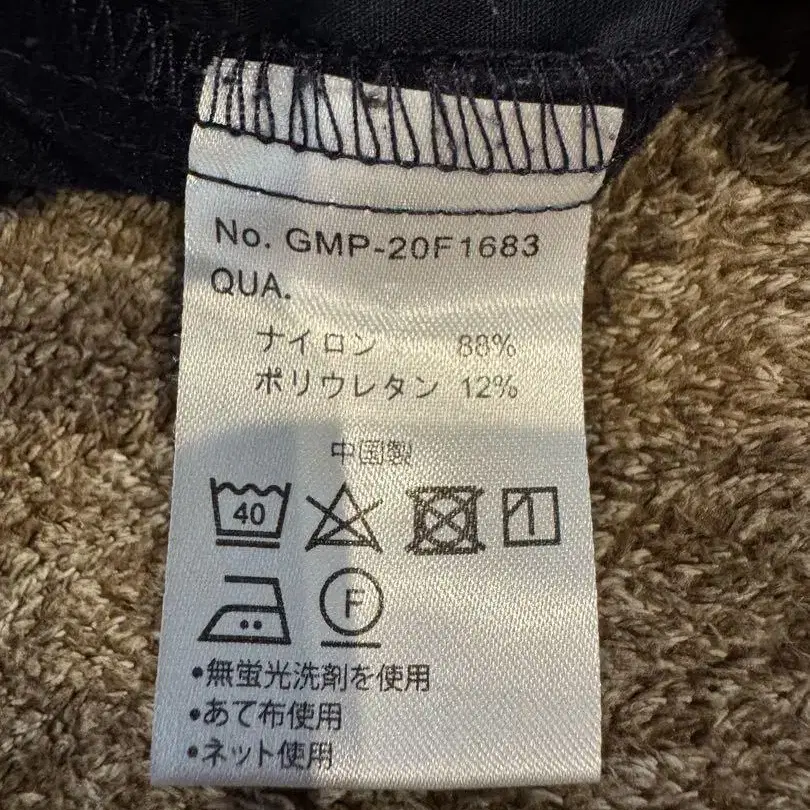 No. GMP-20F1683
QUA.
ナイロン 88%
ポリウレタン 12%
中国製
40
F
•無蛍光洗剤を使用
•あて布使用
•ネット使用